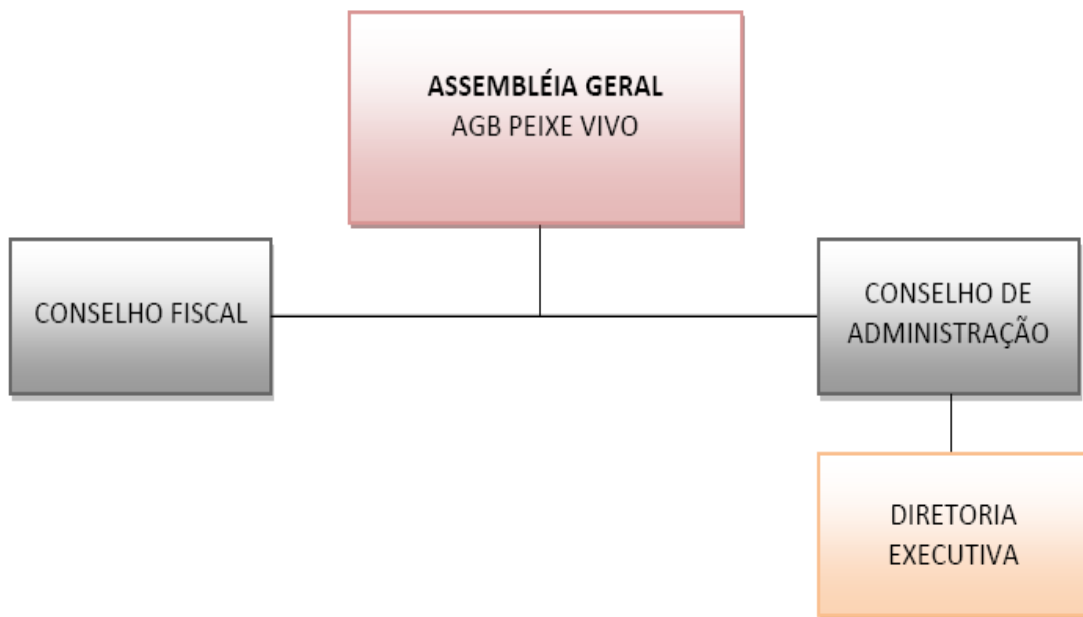 ASSEMBLÉIA GERAL
AGB PEIXE VIVO
CONSELHO FISCAL
CONSELHO DE
ADMINISTRAÇÃO
DIRETORIA
EXECUTIVA